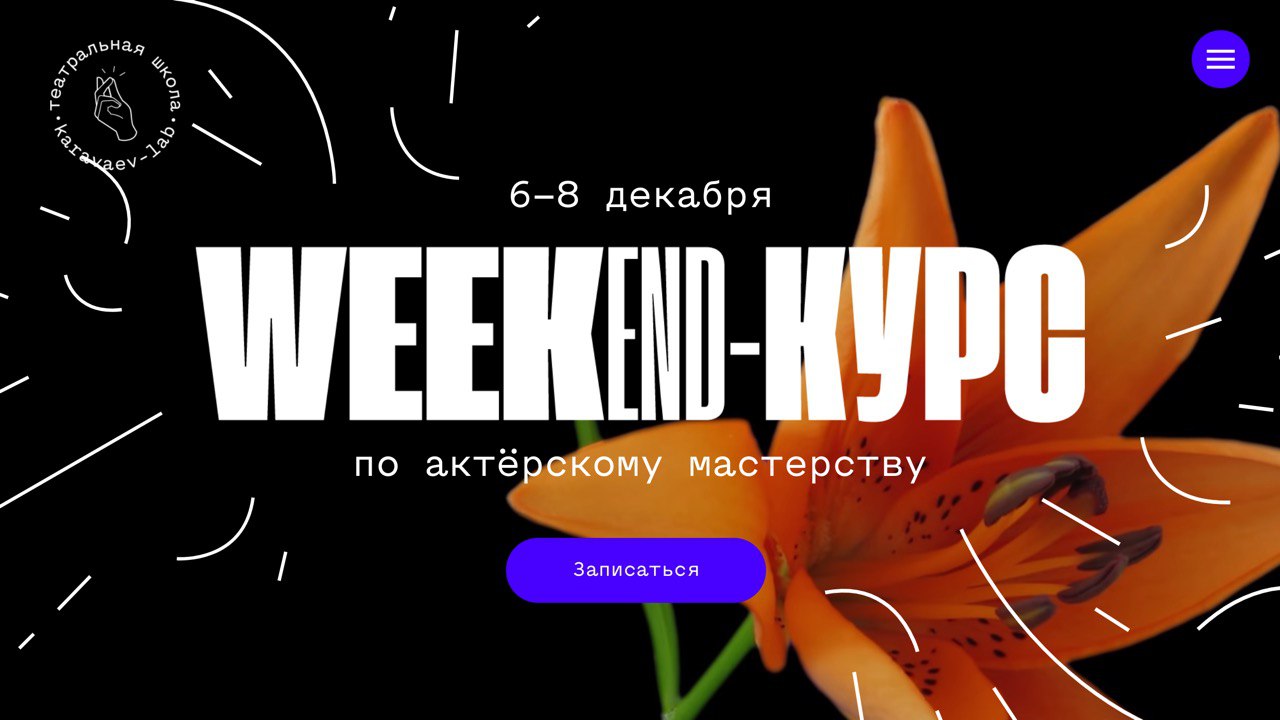 театральная школа
karavaev-lab
6–8 декабря
WEEKEND-КУРС
по актёрскому мастерству
Записаться